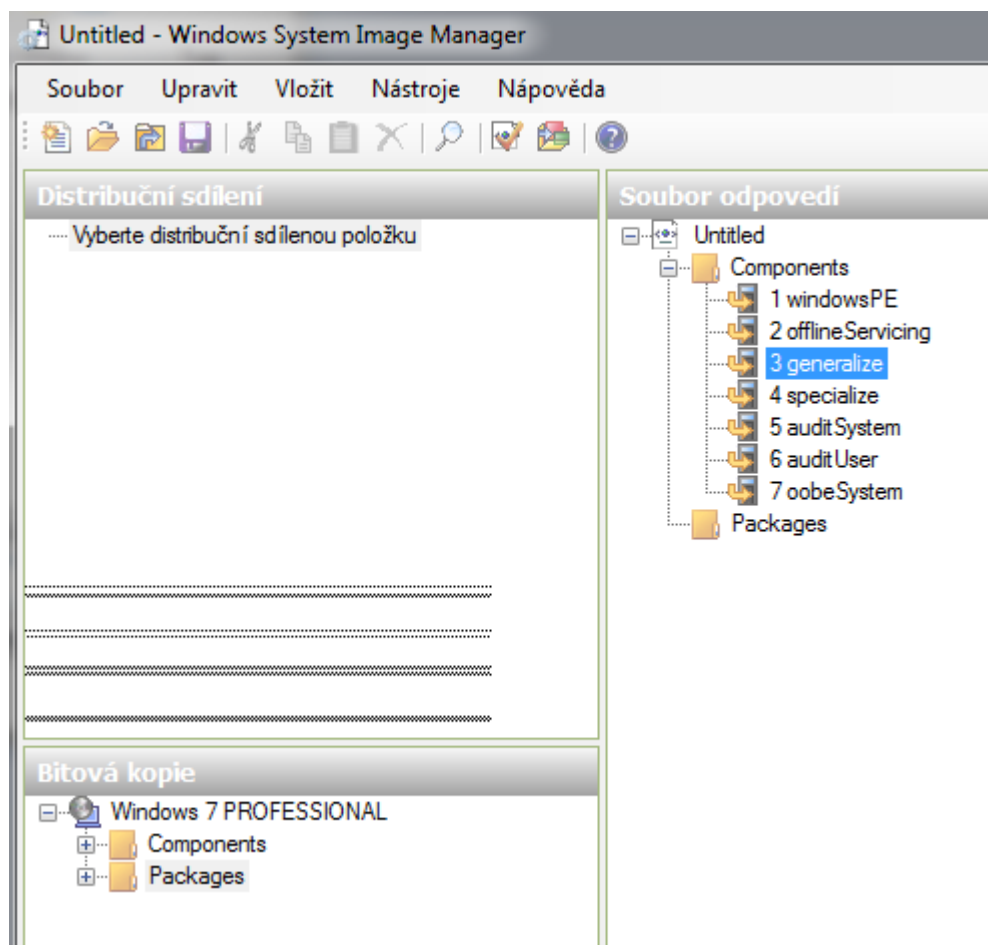 Untitled - Windows System Image Manager
Soubor Upravit Vložit Nástroje Nápověda
Distribuční sdílení
Vyberte distribuční sdílenou položku
Soubor odpovedí
Untitled
Components
1 windowsPE
2 offlineServicing
3 generalize
4 specialize
5 auditSystem
6 auditUser
7 oobeSystem
Packages
Bitová kopie
Windows 7 PROFESSIONAL
Components
Packages